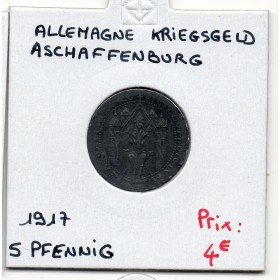 ALLEMAGNE KRIEGSGELD
ASCHAFFENBURG
1917
5 PFENNIG
Prix:
4€